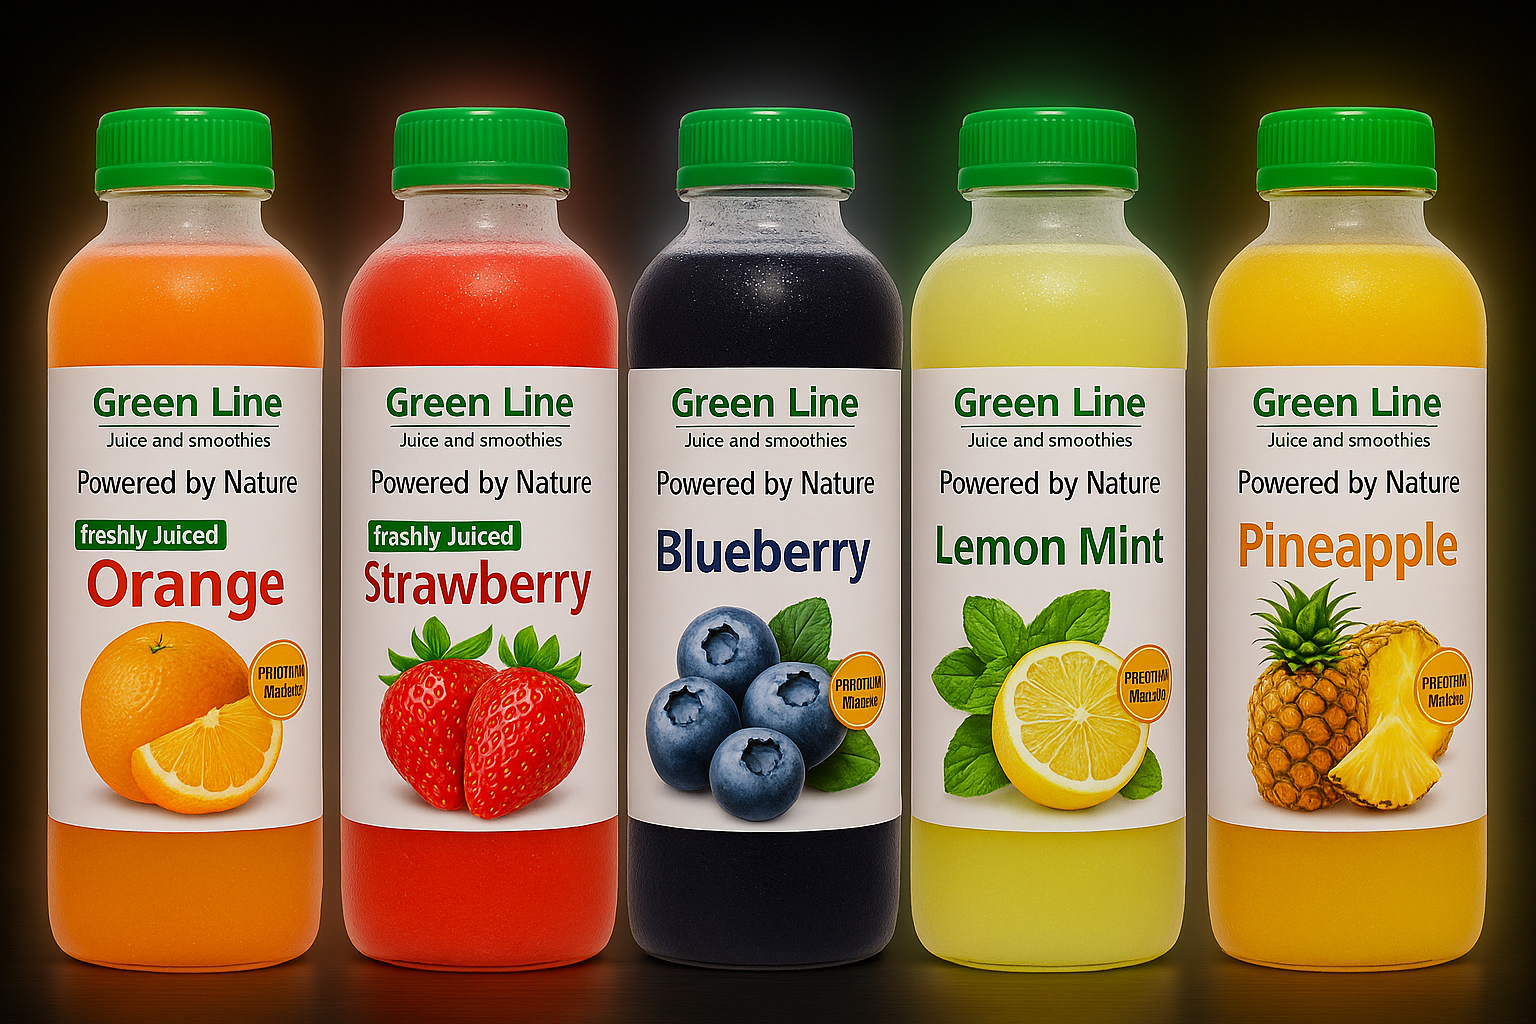 Green Line
Juice and smoothies
Powered by Nature
freshly Juiced
Orange
Green Line
Juice and smoothies
Powered by Nature
frashly Juiced
Strawberry
Green Line
Juice and smoothies
Powered by Nature
Blueberry
Green Line
Juice and smoothies
Powered by Nature
Lemon Mint
Green Line
Juice and smoothies
Powered by Nature
Pineapple